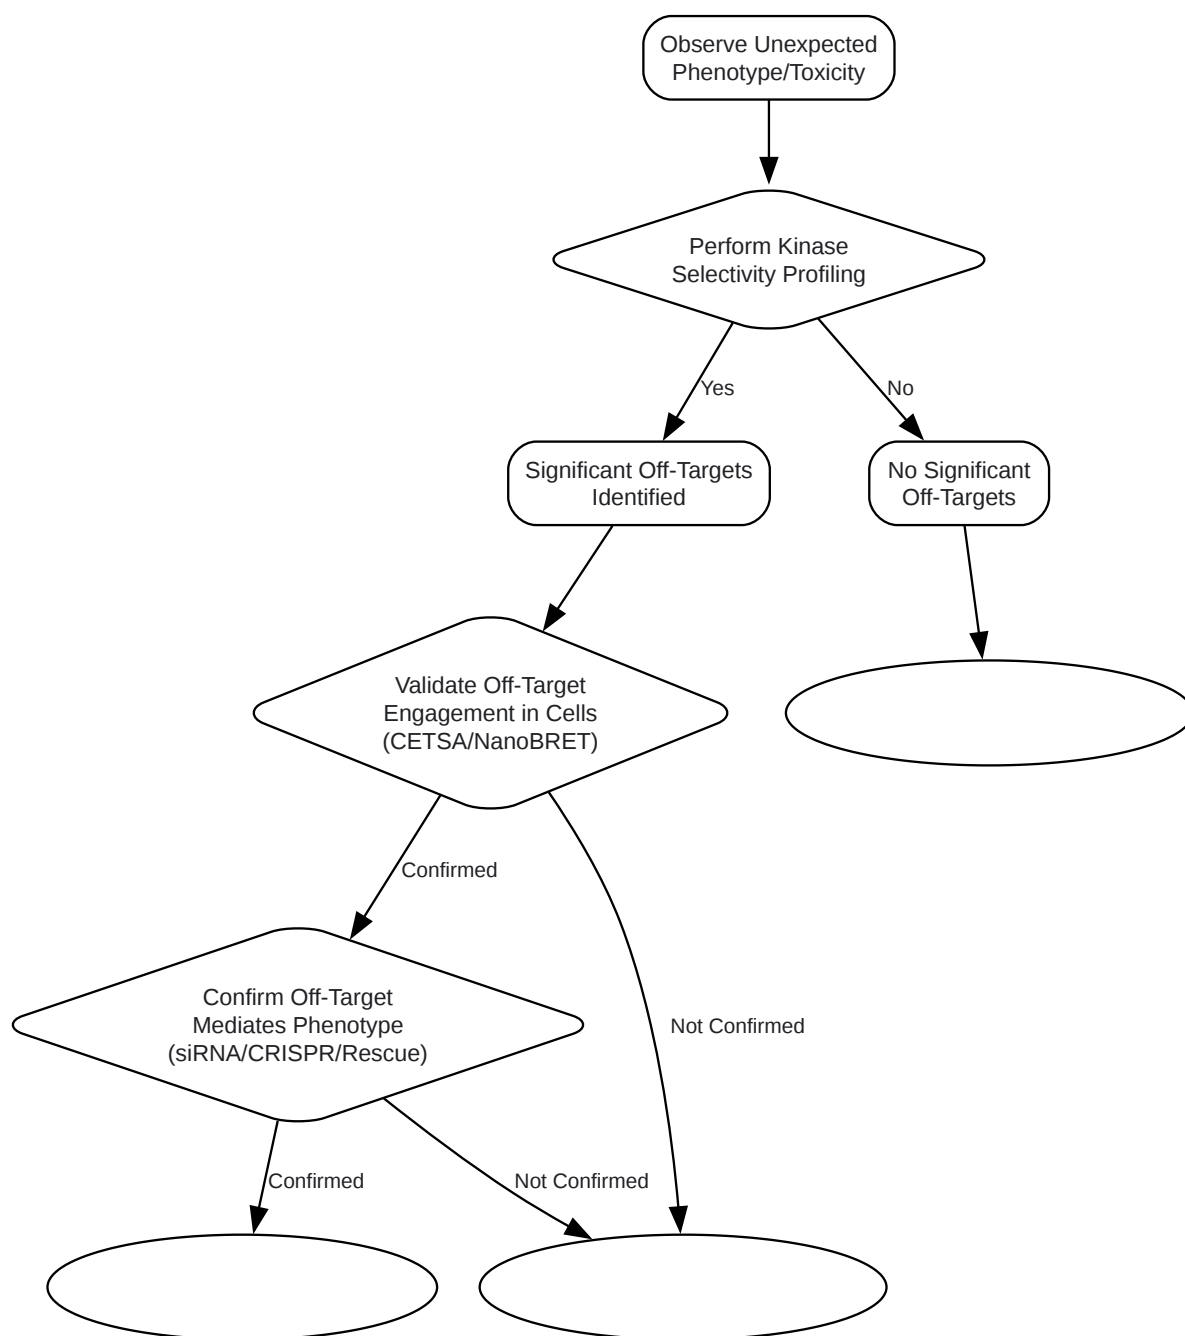 Observe Unexpected
Phenotype/Toxicity
Perform Kinase
Selectivity Profiling
Yes
No
Significant Off-Targets
Identified
No Significant
Off-Targets
Validate Off-Target
Engagement in Cells
(CETSA/NanoBRET)
Confirmed
Confirm Off-Target
Mediates Phenotype
(siRNA/CRISPR/Rescue)
Not Confirmed
Confirmed
Not Confirmed